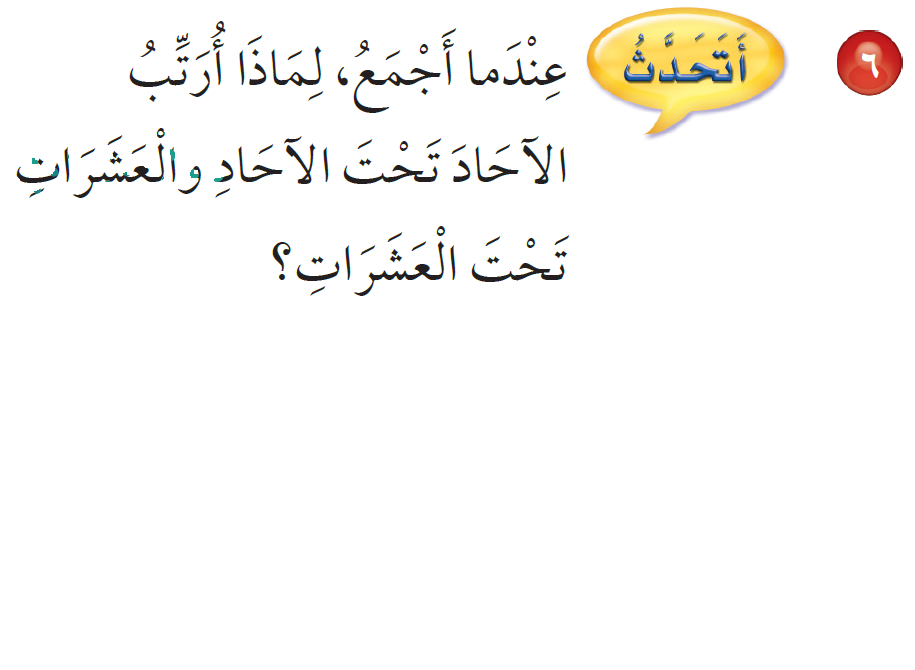 ٦
أَتَحَدَّثُ
عِنْدَما أَجْمَعُ، لِمَاذَا أُرَتِّبُ
الآحَادَ تَحْتَ الآحَادِ والْعَشَرَاتِ
تَحْتَ الْعَشَرَاتِ؟